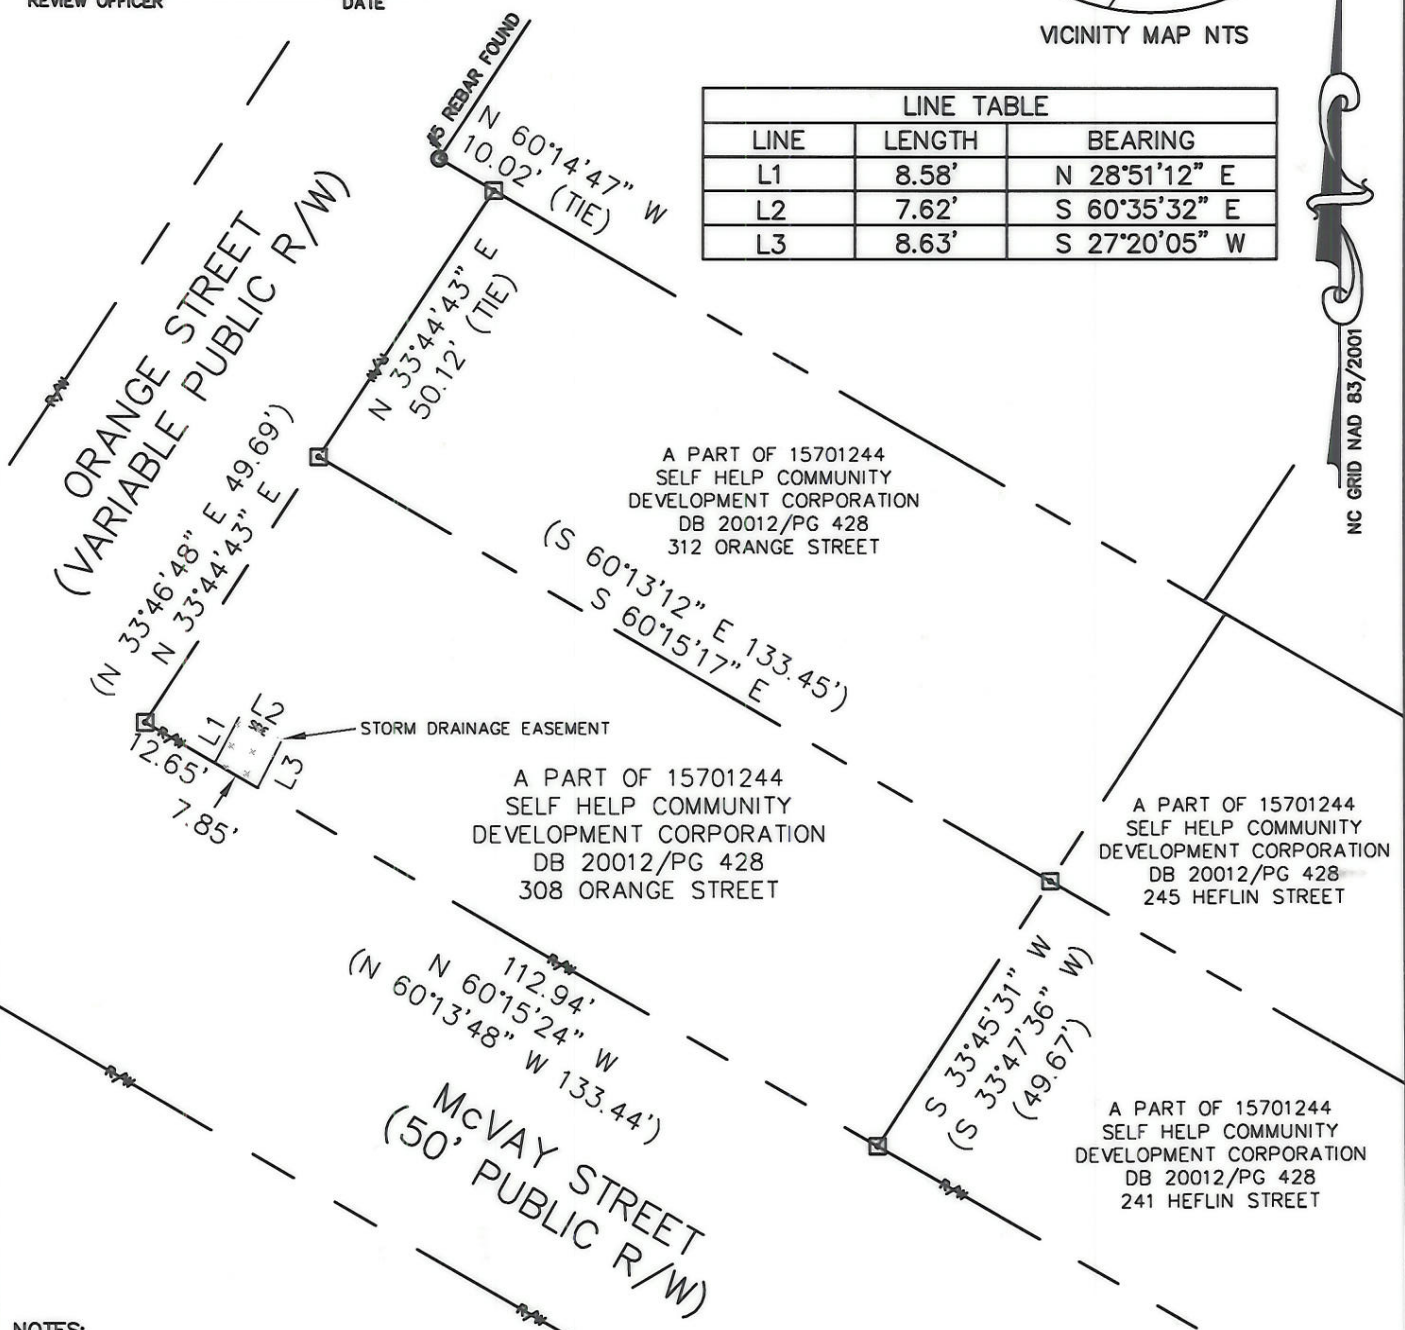 REVIEW OFFICER
DATE
VICINITY MAP NTS
#5 REBAR FOUND
N 60°14'47" W
10.02' (TIE)
LINE TABLE
LINE LENGTH BEARING
L1 8.58' N 28°51'12" E
L2 7.62' S 60°35'32" E
L3 8.63' S 27°20'05" W
NC GRID NAD 83/2001
ORANGE STREET
(VARIABLE PUBLIC R/W)
R/W
N 33°44'43" E
50.12' (TIE)
R/W
(N 33°46'48" E 49.69')
N 33°44'43" E
A PART OF 15701244
SELF HELP COMMUNITY
DEVELOPMENT CORPORATION
DB 20012/PG 428
312 ORANGE STREET
(S 60°13'12" E 133.45')
S 60°15'17" E
L1
L2
L3
SDE
STORM DRAINAGE EASEMENT
R/W
12.65'
7.85'
A PART OF 15701244
SELF HELP COMMUNITY
DEVELOPMENT CORPORATION
DB 20012/PG 428
308 ORANGE STREET
A PART OF 15701244
SELF HELP COMMUNITY
DEVELOPMENT CORPORATION
DB 20012/PG 428
245 HEFLIN STREET
R/W
112.94'
N 60°15'24" W
(N 60°13'48" W 133.44')
S 33°45'31" W
(S 33°47'36" W)
(49.67')
R/W
McVAY STREET
(50' PUBLIC R/W)
A PART OF 15701244
SELF HELP COMMUNITY
DEVELOPMENT CORPORATION
DB 20012/PG 428
241 HEFLIN STREET
R/W
R/W
NOTES: